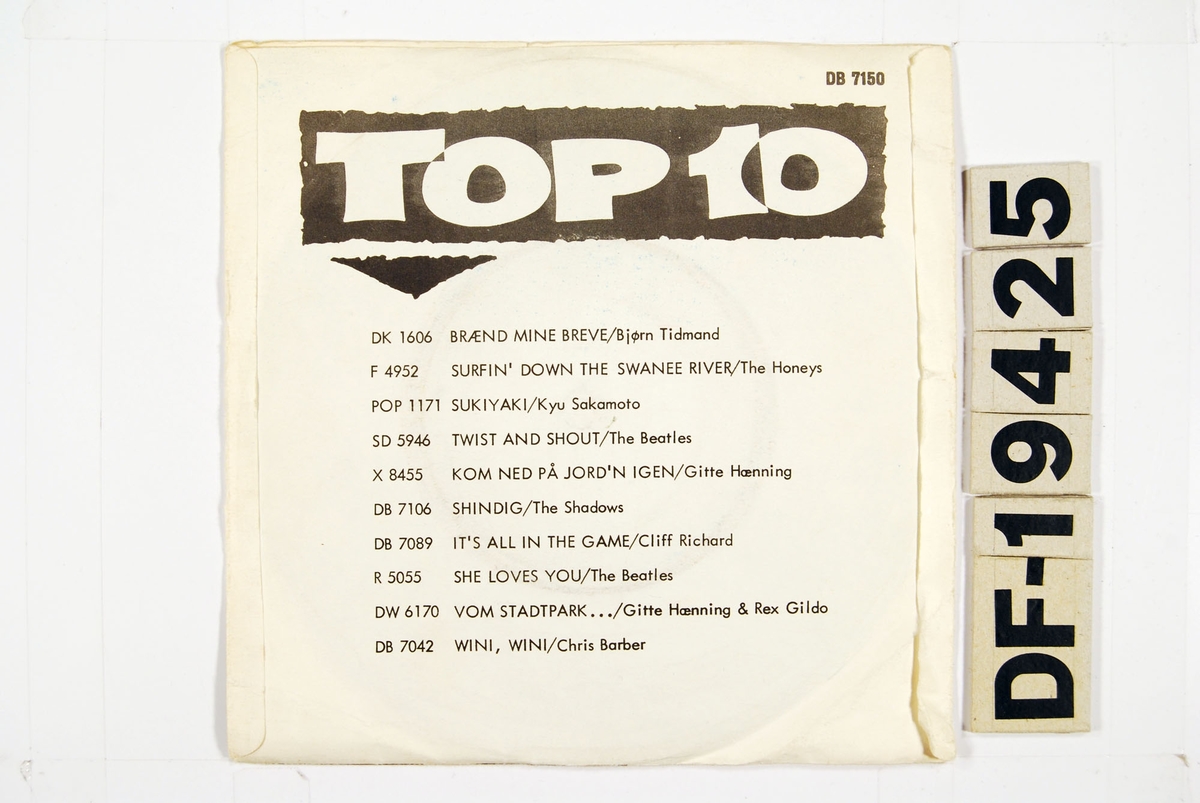 DB 7150
TOP 10
DK 1606 BRÆND MINE BREVE/Bjørn Tidmand
F 4952 SURFIN' DOWN THE SWANEE RIVER/The Honeys
POP 1171 SUKIYAKI/Kyu Sakamoto
SD 5946 TWIST AND SHOUT/The Beatles
X 8455 KOM NED PÅ JORD'N IGEN/Gitte Hænning
DB 7106 SHINDIG/The Shadows
DB 7089 IT'S ALL IN THE GAME/Cliff Richard
R 5055 SHE LOVES YOU/The Beatles
DW 6170 VOM STADTPARK.../Gitte Hænning & Rex Gildo
DB 7042 WINI, WINI/Chris Barber
DF-19425